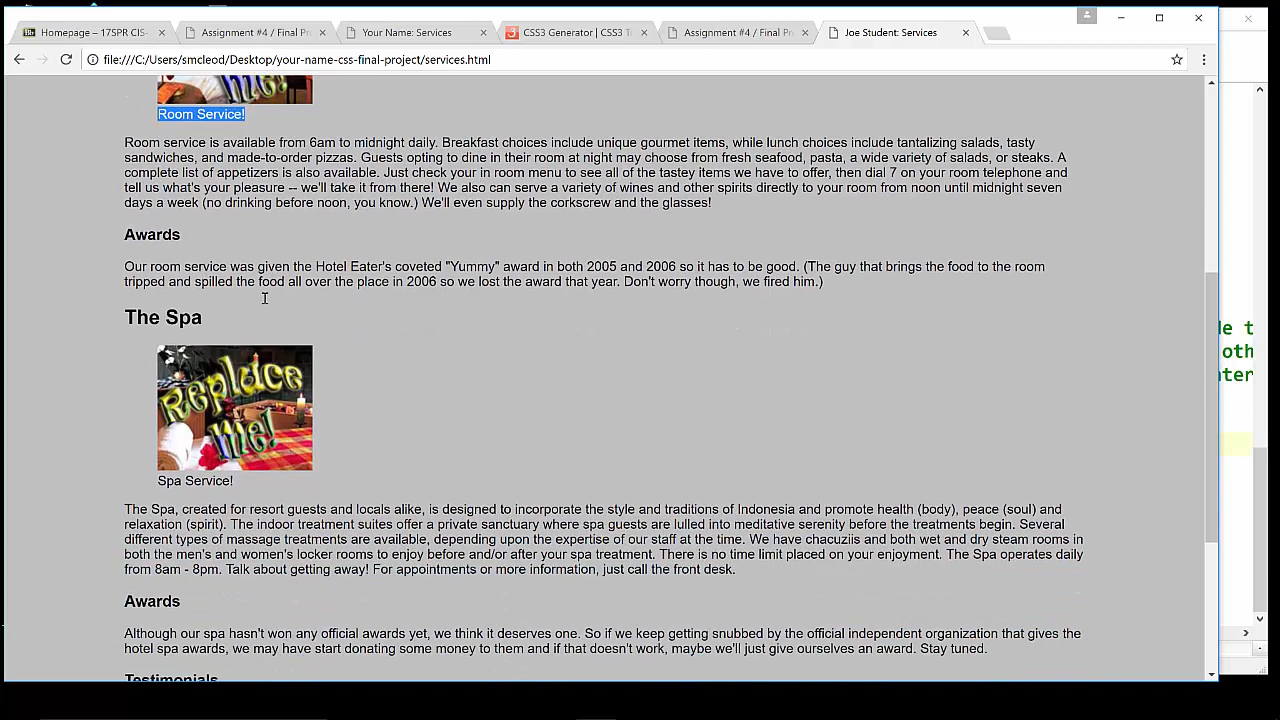 Homepage – 17SPR CIS-
Assignment #4 / Final Pr
Your Name: Services
CSS3 Generator | CSS3 T
Assignment #4 / Final Pr
Joe Student: Services
file:///C:/Users/smcleod/Desktop/your-name-css-final-project/services.html
me!
Room Service!
Room service is available from 6am to midnight daily. Breakfast choices include unique gourmet items, while lunch choices include tantalizing salads, tasty
sandwiches, and made-to-order pizzas. Guests opting to dine in their room at night may choose from fresh seafood, pasta, a wide variety of salads, or steaks. A
complete list of appetizers is also available. Just check your in room menu to see all of the tastey items we have to offer, then dial 7 on your room telephone and
tell us what's your pleasure -- we'll take it from there! We also can serve a variety of wines and other spirits directly to your room from noon until midnight seven
days a week (no drinking before noon, you know.) We'll even supply the corkscrew and the glasses!
Awards
Our room service was given the Hotel Eater's coveted "Yummy" award in both 2005 and 2006 so it has to be good. (The guy that brings the food to the room
tripped and spilled the food all over the place in 2006 so we lost the award that year. Don't worry though, we fired him.)
The Spa
Replace
me!
Spa Service!
The Spa, created for resort guests and locals alike, is designed to incorporate the style and traditions of Indonesia and promote health (body), peace (soul) and
relaxation (spirit). The indoor treatment suites offer a private sanctuary where spa guests are lulled into meditative serenity before the treatments begin. Several
different types of massage treatments are available, depending upon the expertise of our staff at the time. We have chacuziis and both wet and dry steam rooms in
both the men's and women's locker rooms to enjoy before and/or after your spa treatment. There is no time limit placed on your enjoyment. The Spa operates daily
from 8am - 8pm. Talk about getting away! For appointments or more information, just call the front desk.
Awards
Although our spa hasn't won any official awards yet, we think it deserves one. So if we keep getting snubbed by the official independent organization that gives the
hotel spa awards, we may have start donating some money to them and if that doesn't work, maybe we'll just give ourselves an award. Stay tuned.
Testimonials